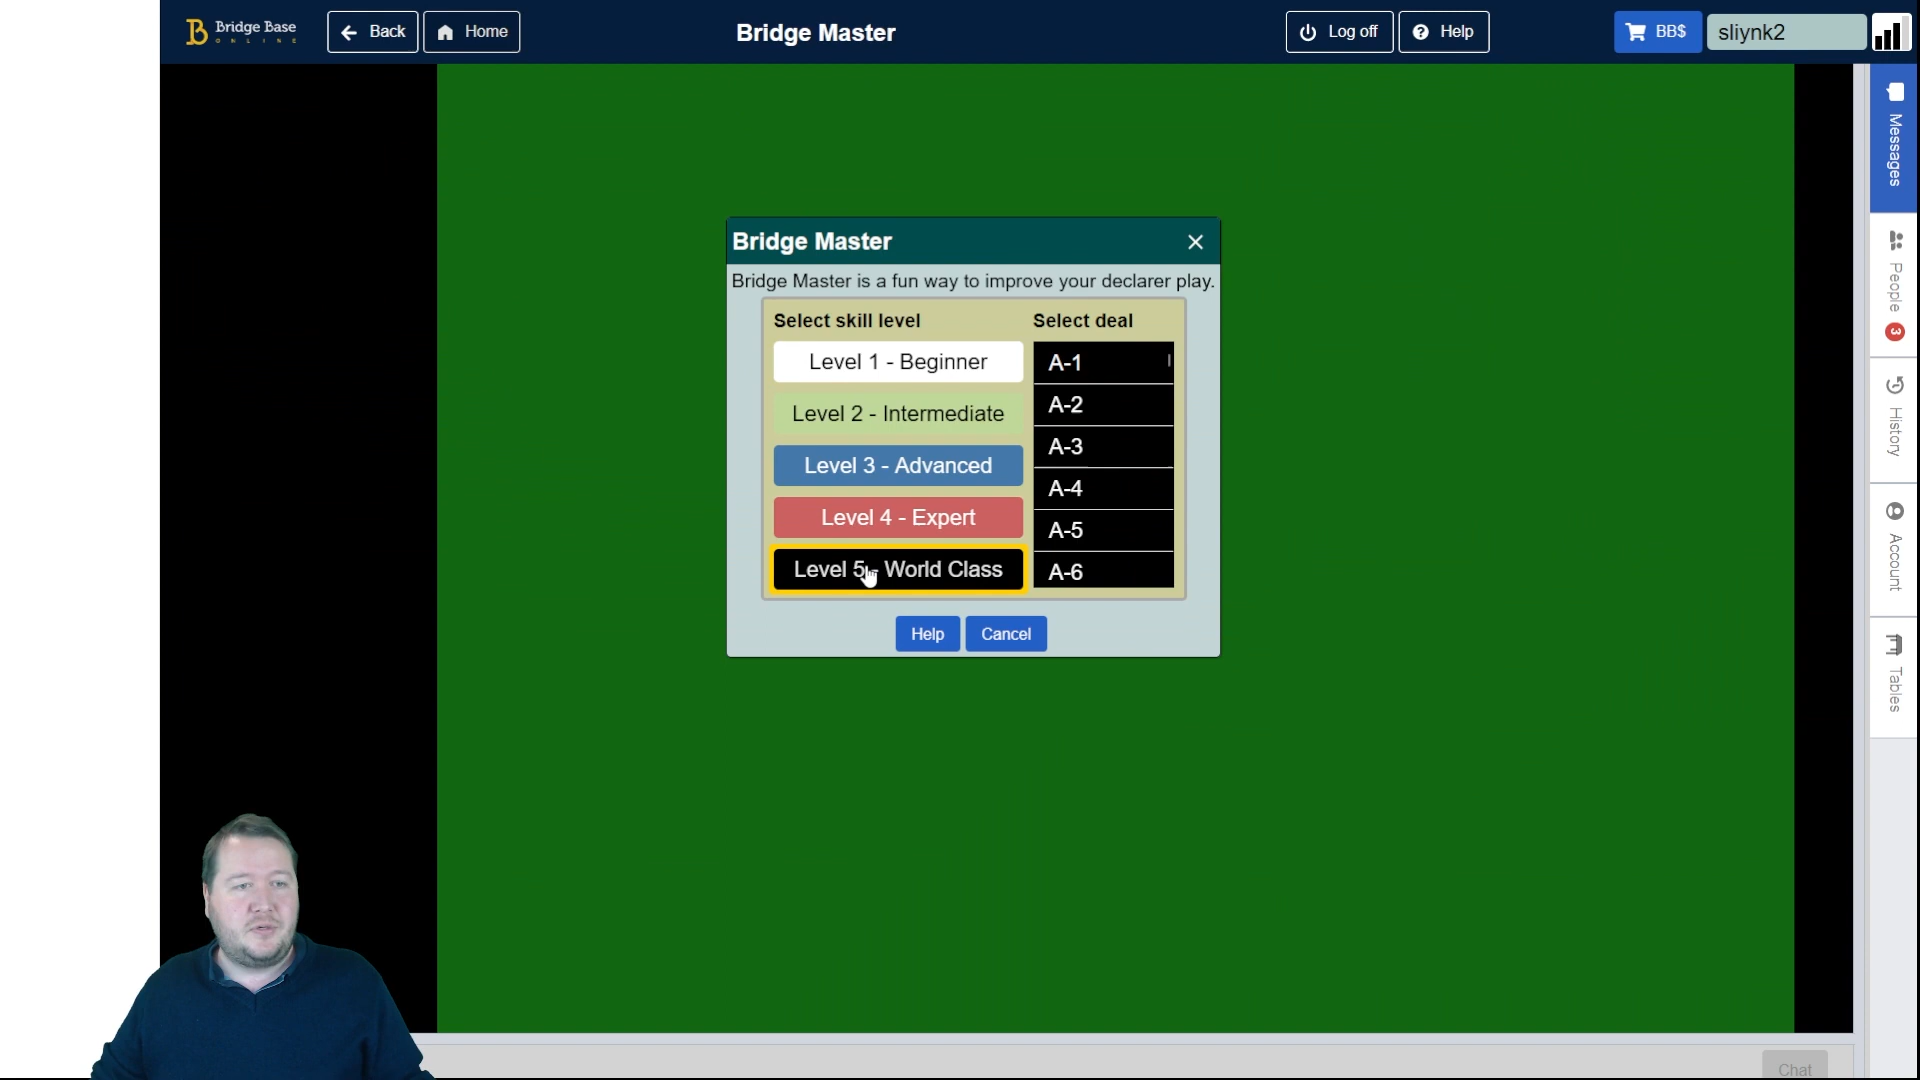 Bridge Base
ONLINE
Back
Home
Bridge Master
Log off
Help
BB$
sliynk2
Messages
People
3
History
Account
Tables
Bridge Master
Bridge Master is a fun way to improve your declarer play.
Select skill level
Select deal
Level 1 - Beginner
Level 2 - Intermediate
Level 3 - Advanced
Level 4 - Expert
Level 5 - World Class
A-1
A-2
A-3
A-4
A-5
A-6
Help
Cancel
Chat